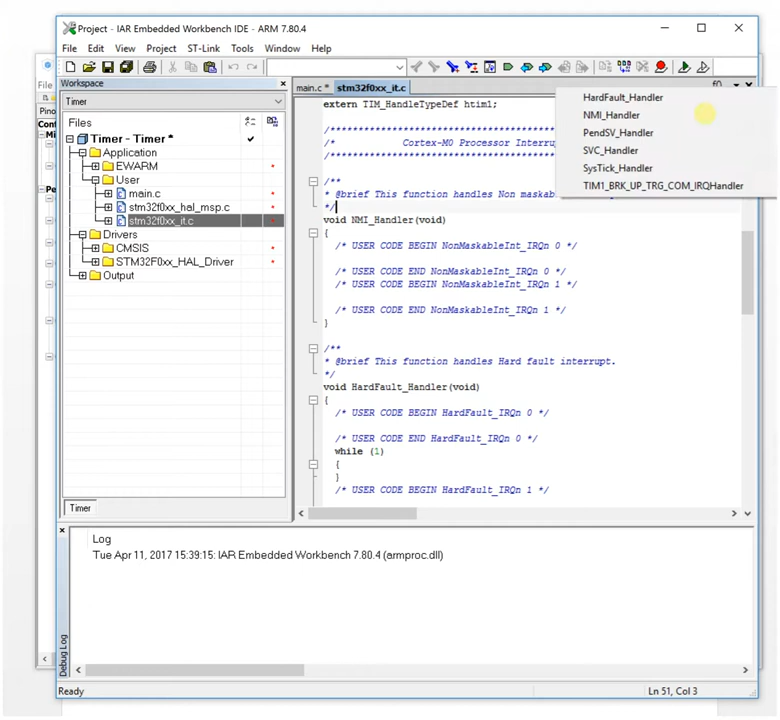 Project - IAR Embedded Workbench IDE - ARM 7.80.4
File Edit View Project ST-Link Tools Window Help
File
Workspace
Timer
Files
Timer - Timer *
Application
EWARM
User
main.c
stm32f0xx_hal_msp.c
stm32f0xx_it.c
Drivers
CMSIS
STM32F0xx_HAL_Driver
Output
Timer
main.c * stm32f0xx_it.c
f()
HardFault_Handler
NMI_Handler
PendSV_Handler
SVC_Handler
SysTick_Handler
TIM1_BRK_UP_TRG_COM_IRQHandler
extern TIM_HandleTypeDef htim1;
/*******************************************
/* Cortex-M0 Processor Interrup
/*******************************************
/**
* @brief This function handles Non maskab
*/
void NMI_Handler(void)
{
/* USER CODE BEGIN NonMaskableInt_IRQn 0 */
/* USER CODE END NonMaskableInt_IRQn 0 */
/* USER CODE BEGIN NonMaskableInt_IRQn 1 */
/* USER CODE END NonMaskableInt_IRQn 1 */
}
/**
* @brief This function handles Hard fault interrupt.
*/
void HardFault_Handler(void)
{
/* USER CODE BEGIN HardFault_IRQn 0 */
/* USER CODE END HardFault_IRQn 0 */
while (1)
{
}
/* USER CODE BEGIN HardFault_IRQn 1 */
Log
Tue Apr 11, 2017 15:39:15: IAR Embedded Workbench 7.80.4 (armproc.dll)
Debug Log
Ready
Ln 51, Col 3